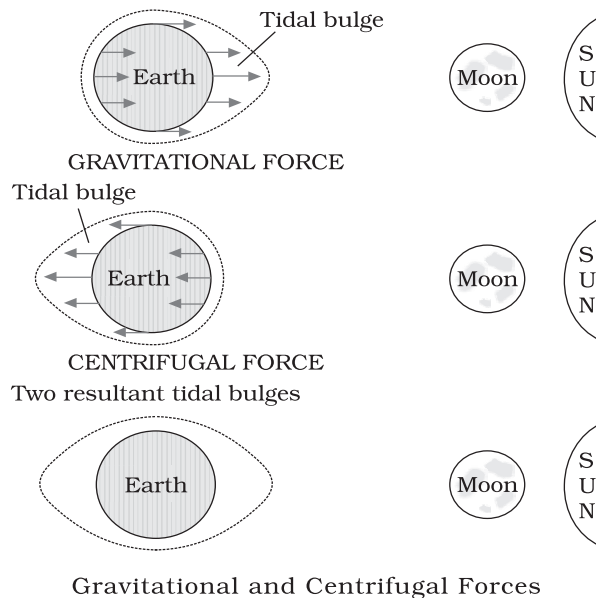 Tidal bulge
Earth
Moon
S
U
N
GRAVITATIONAL FORCE
Tidal bulge
Earth
Moon
S
U
N
CENTRIFUGAL FORCE
Two resultant tidal bulges
Earth
Moon
S
U
N
Gravitational and Centrifugal Forces